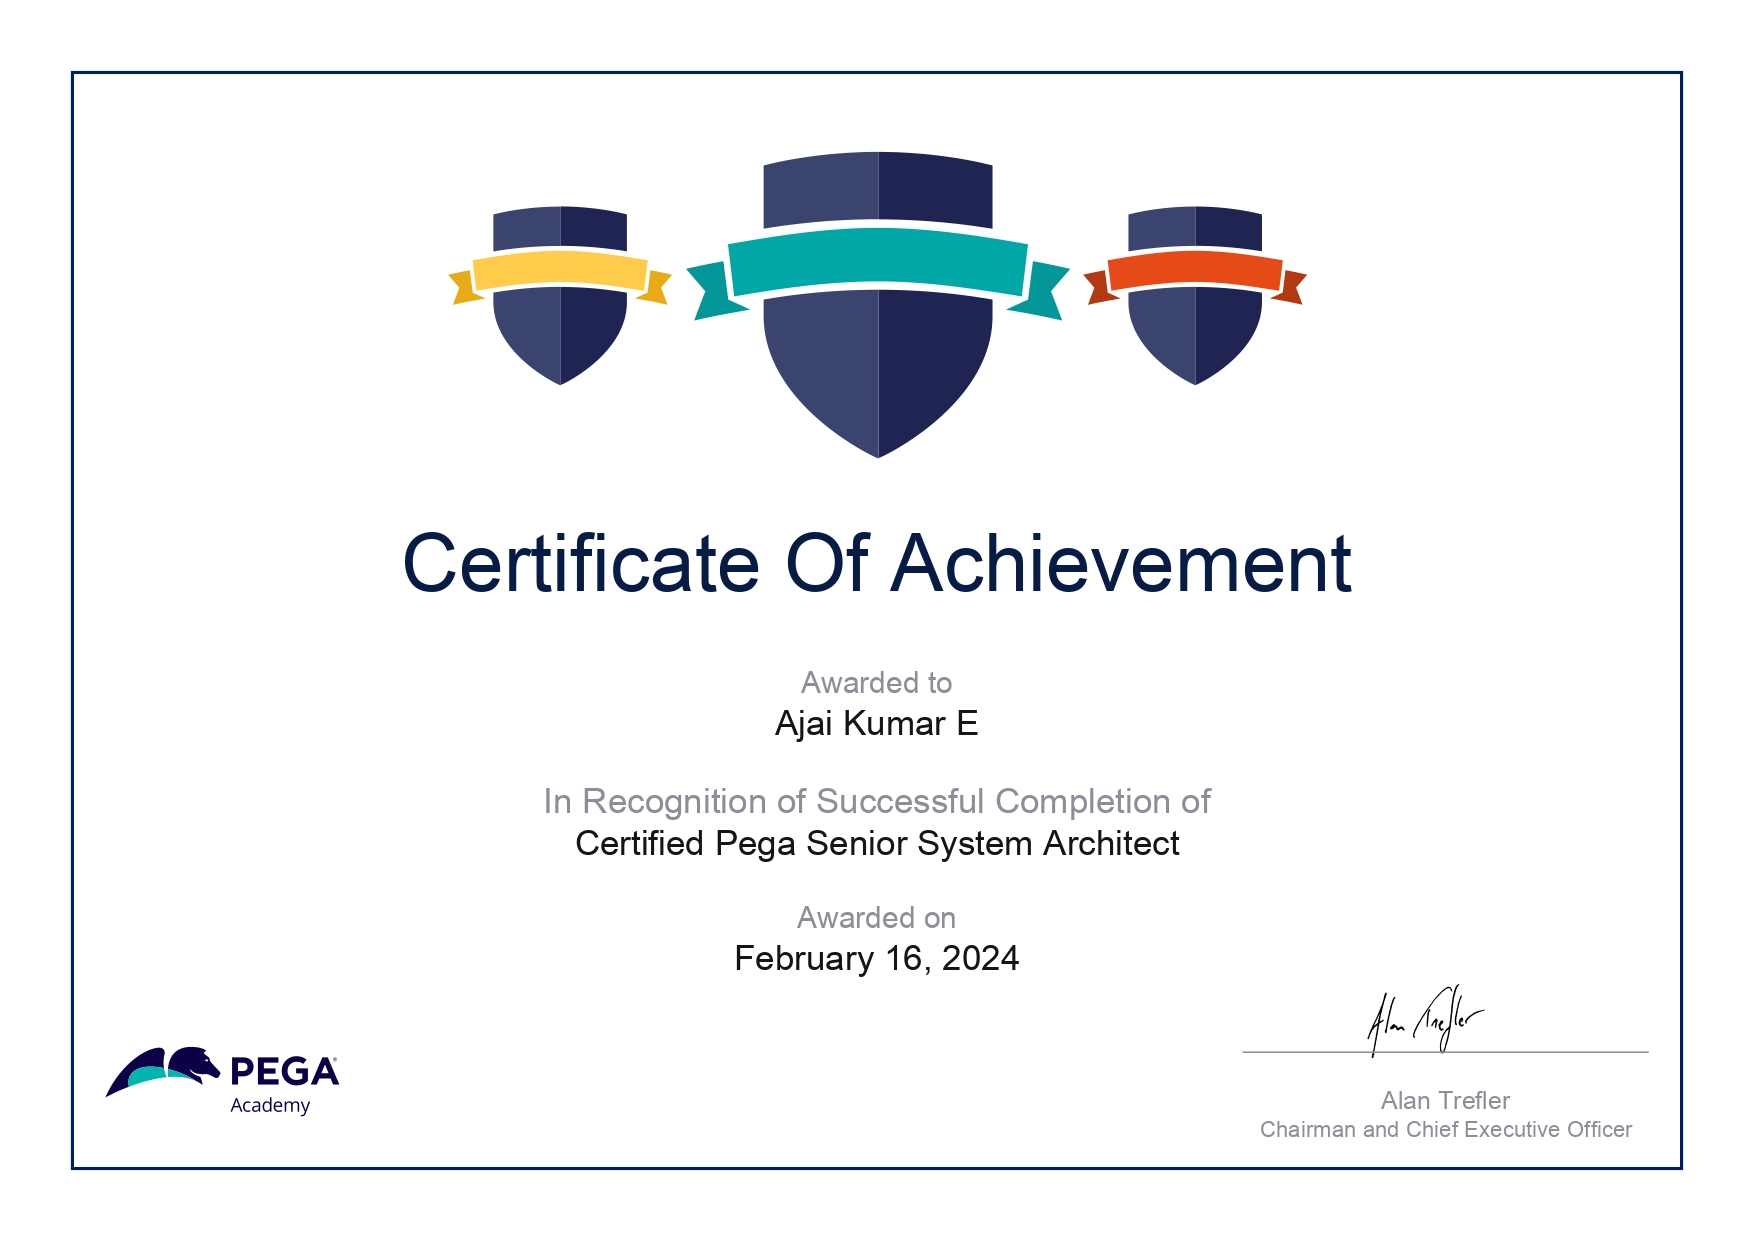 Certificate Of Achievement
Awarded to
Ajai Kumar E
In Recognition of Successful Completion of
Certified Pega Senior System Architect
Awarded on
February 16, 2024
Alan Trefler
PEGA®
Academy
Alan Trefler
Chairman and Chief Executive Officer